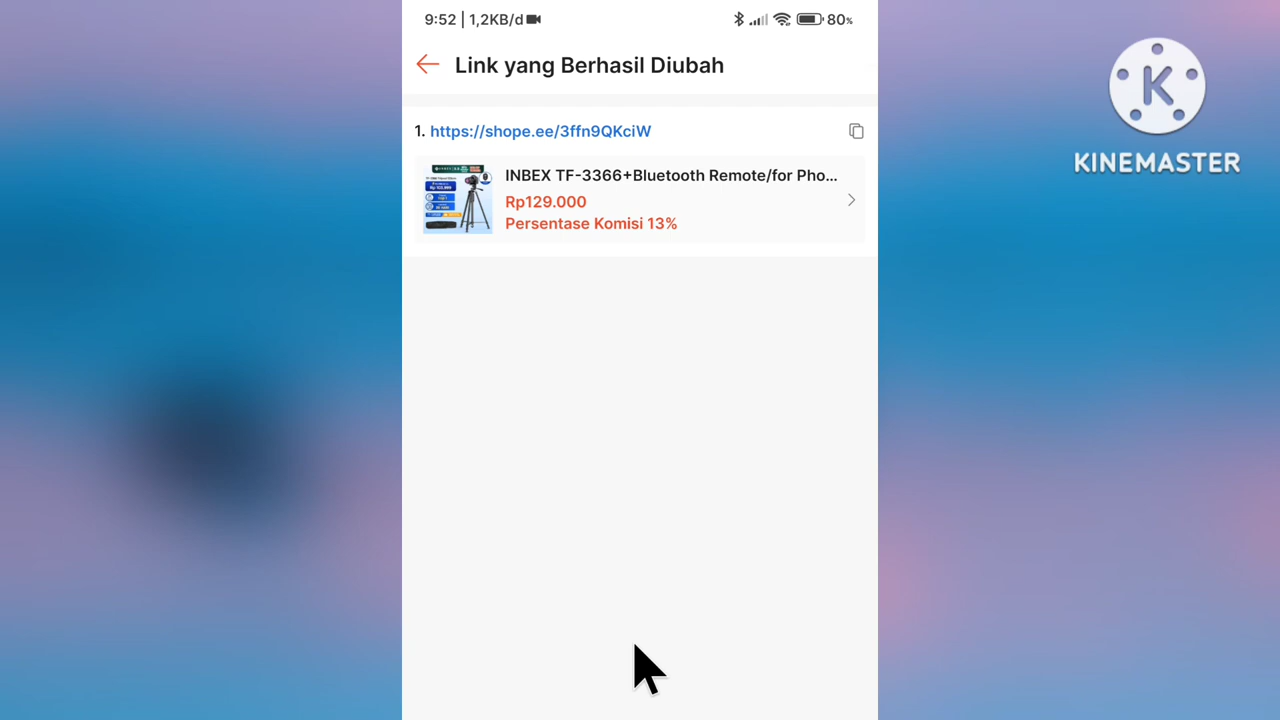 9:52 | 1,2KB/d
80%
Link yang Berhasil Diubah
1. https://shope.ee/3ffn9QKciW
INBEX TF-3366+Bluetooth Remote/for Pho...
Rp129.000
Persentase Komisi 13%
K
KINEMASTER